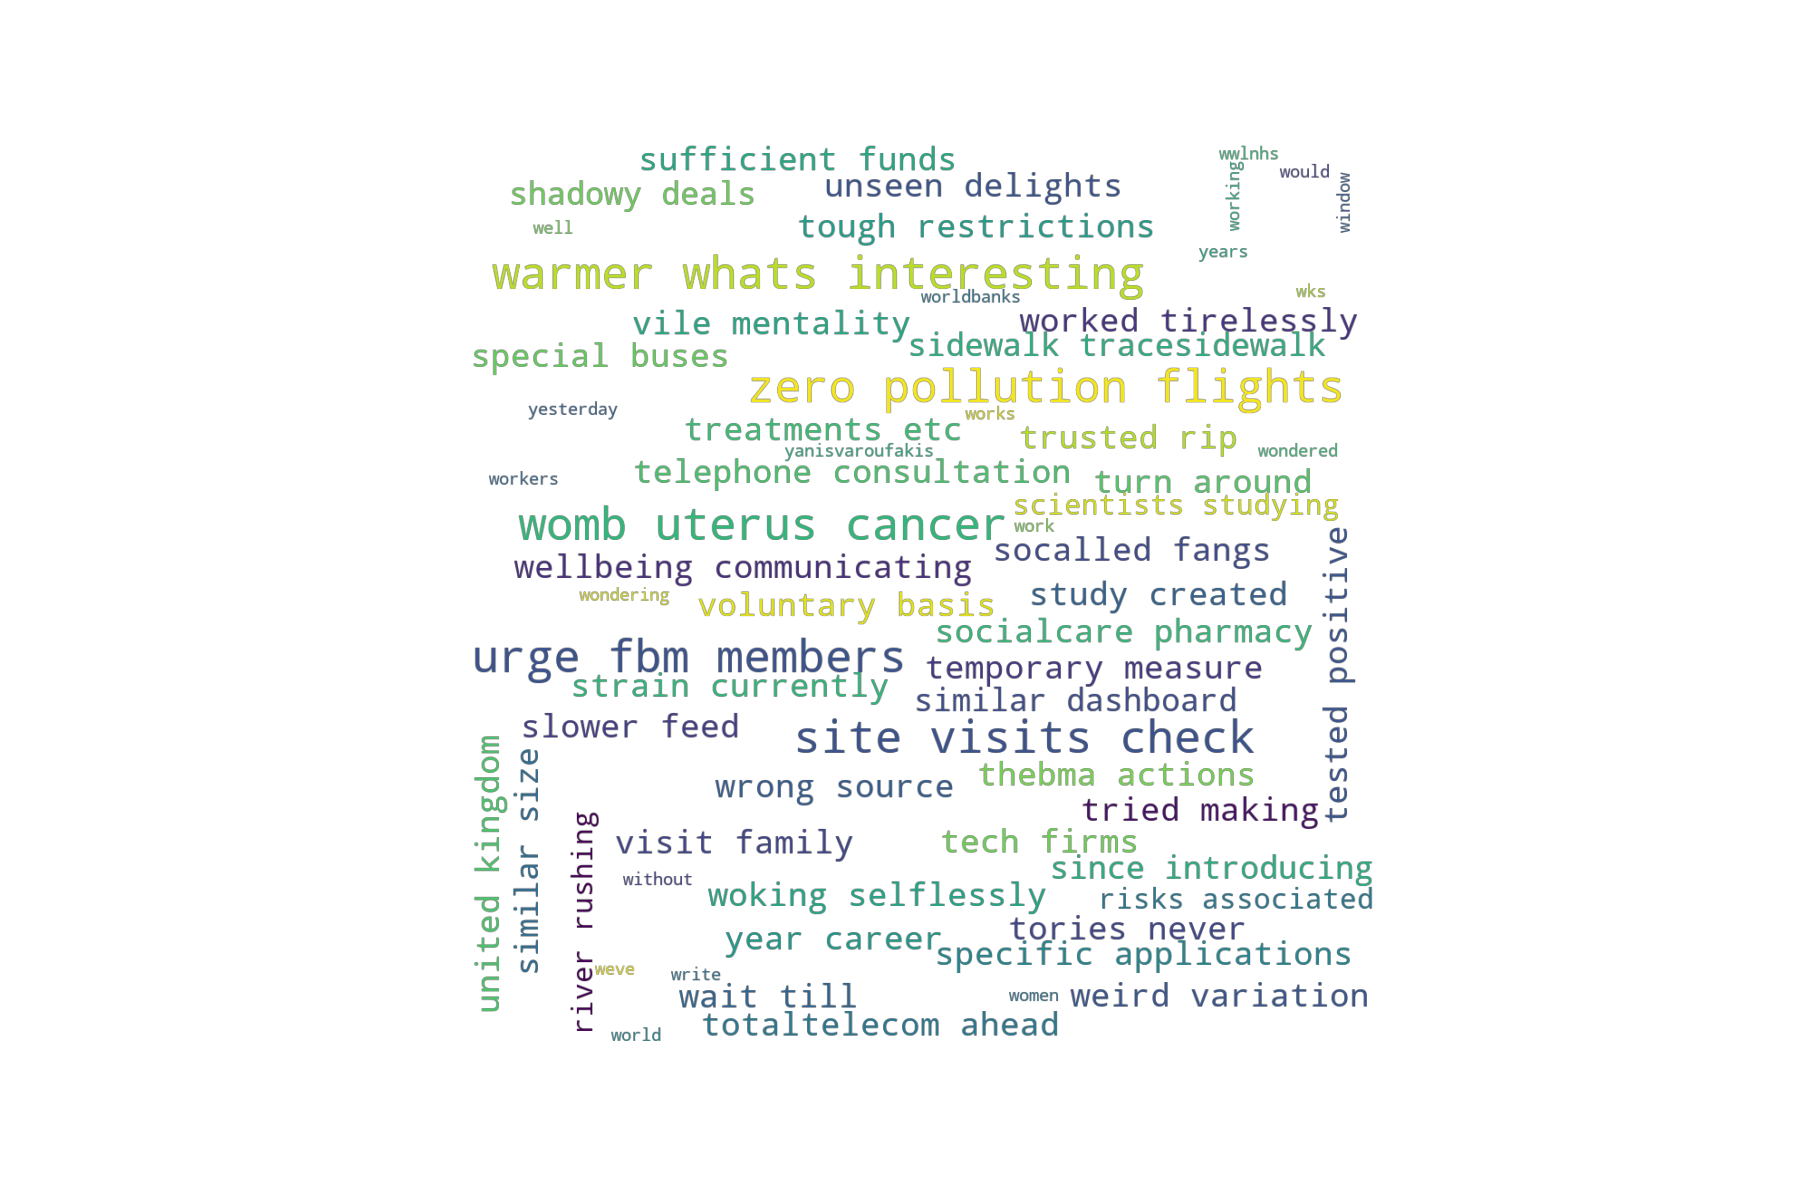 sufficient funds
wwlnhs
would
working
window
shadowy deals
unseen delights
well
tough restrictions
years
warmer whats interesting
worldbanks
wks
vile mentality
worked tirelessly
special buses
sidewalk tracesidewalk
zero pollution flights
yesterday
works
treatments etc
trusted rip
yanisvaroufakis
wondered
workers
telephone consultation
turn around
scientists studying
womb uterus cancer
work
socalled fangs
tested positive
wellbeing communicating
wondering
voluntary basis
study created
socialcare pharmacy
urge fbm members
temporary measure
strain currently
similar dashboard
slower feed
site visits check
united kingdom
similar size
wrong source
thebma actions
tried making
river rushing
visit family
tech firms
since introducing
without
woking selflessly
risks associated
year career
tories never
specific applications
weve
write
wait till
women
weird variation
totaltelecom ahead
world